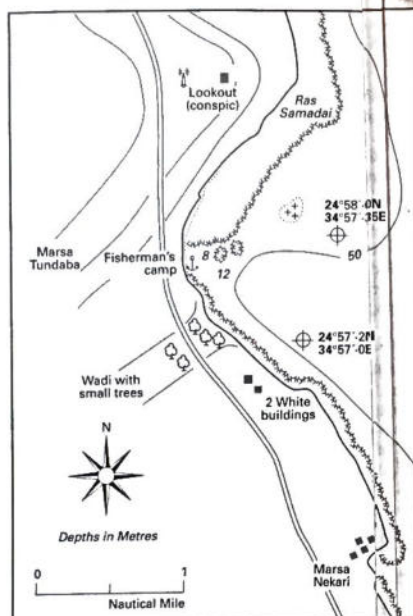 Lookout
(conspic)
Ras
Samadai
24°58'·0N
34°57'·35E
Marsa
Tundaba
Fisherman's
camp
8
12
50
24°57'·2N
34°57'·0E
Wadi with
small trees
2 White
buildings
N
Depths in Metres
0
1
Nautical Mile
Marsa
Nekari